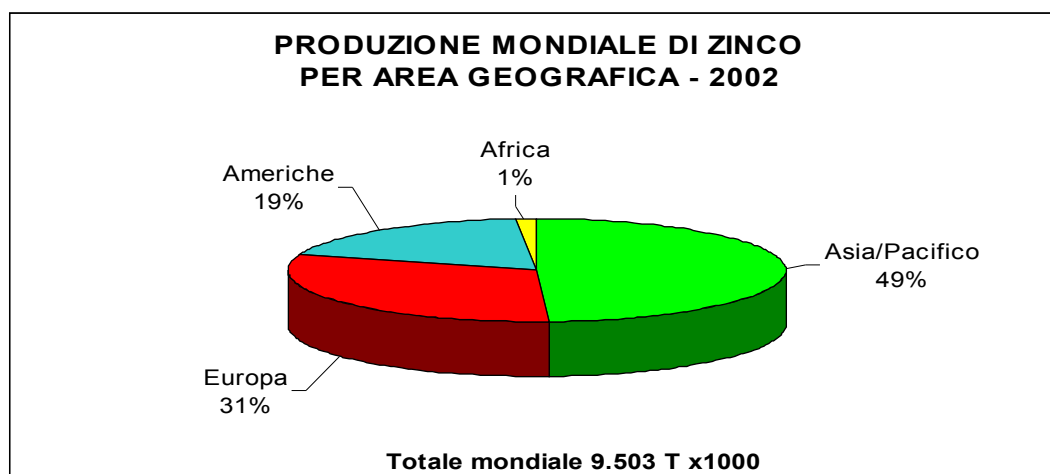 PRODUZIONE MONDIALE DI ZINCO
PER AREA GEOGRAFICA - 2002
Africa
1%
Americhe
19%
Asia/Pacifico
49%
Europa
31%
Totale mondiale 9.503 T x1000